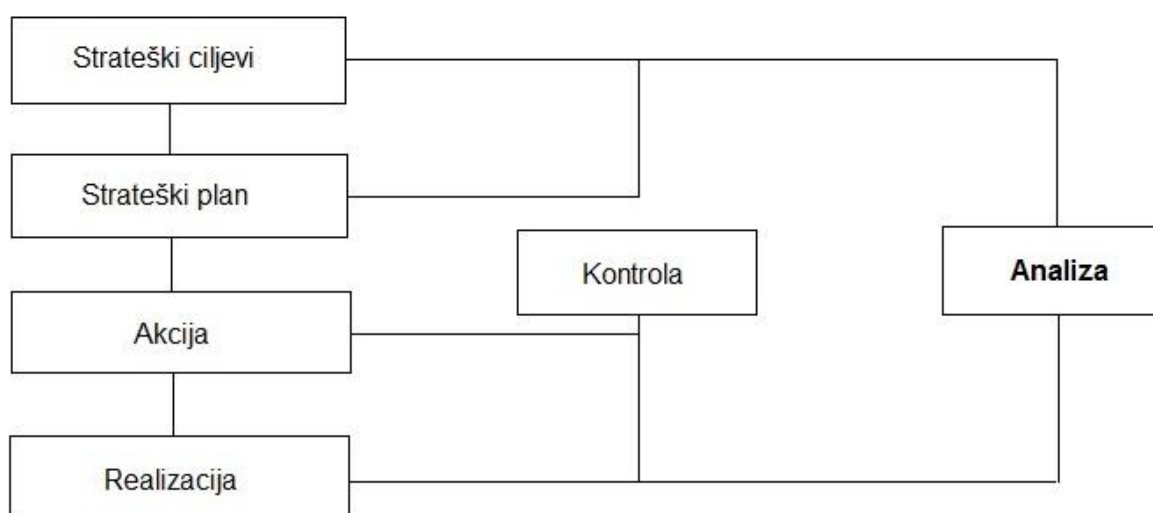 Strateški ciljevi
Strateški plan
Kontrola
Analiza
Akcija
Realizacija